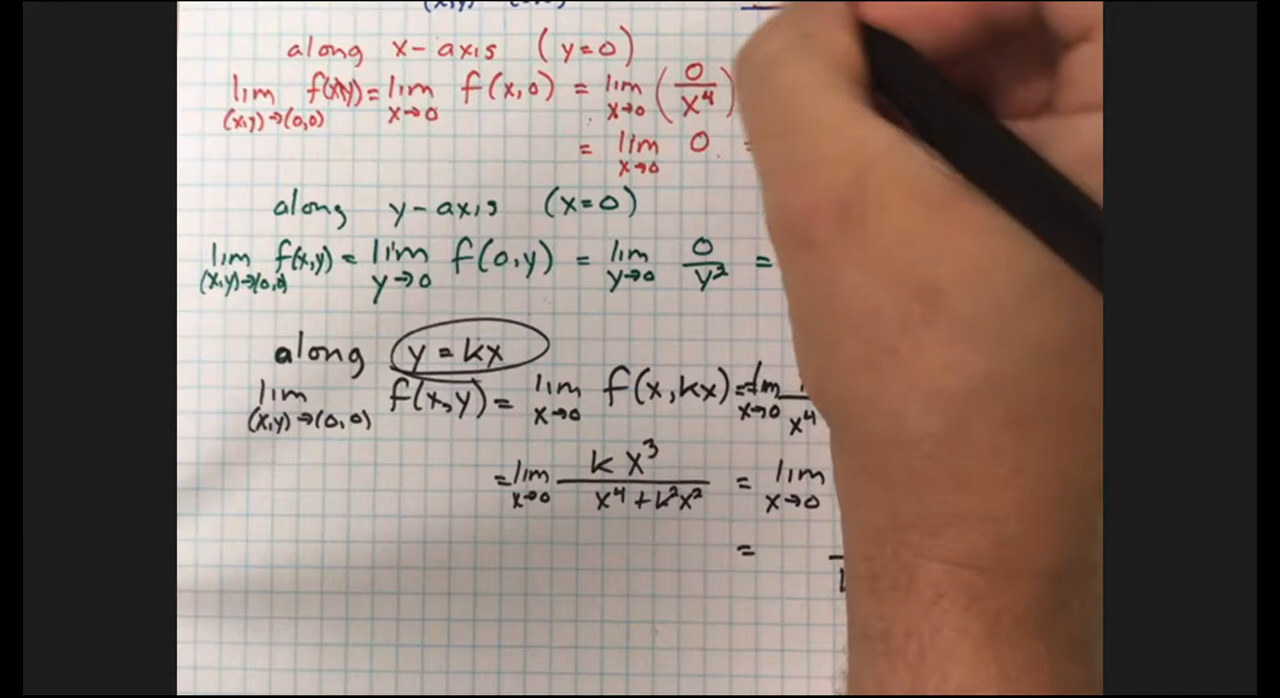 along x-axis (y=0)
lim (x,y)→(0,0) f(x,y) = lim x→0 f(x,0) = lim x→0 (0/x⁴)
= lim x→0 0 =
along y-axis (x=0)
lim (x,y)→(0,0) f(x,y) = lim y→0 f(0,y) = lim y→0 0/y² =
along y = kx
lim (x,y)→(0,0) f(x,y) = lim x→0 f(x,kx) = lim x→0 x⁴
= lim x→0 kx³/x⁴+k²x² = lim x→0
=